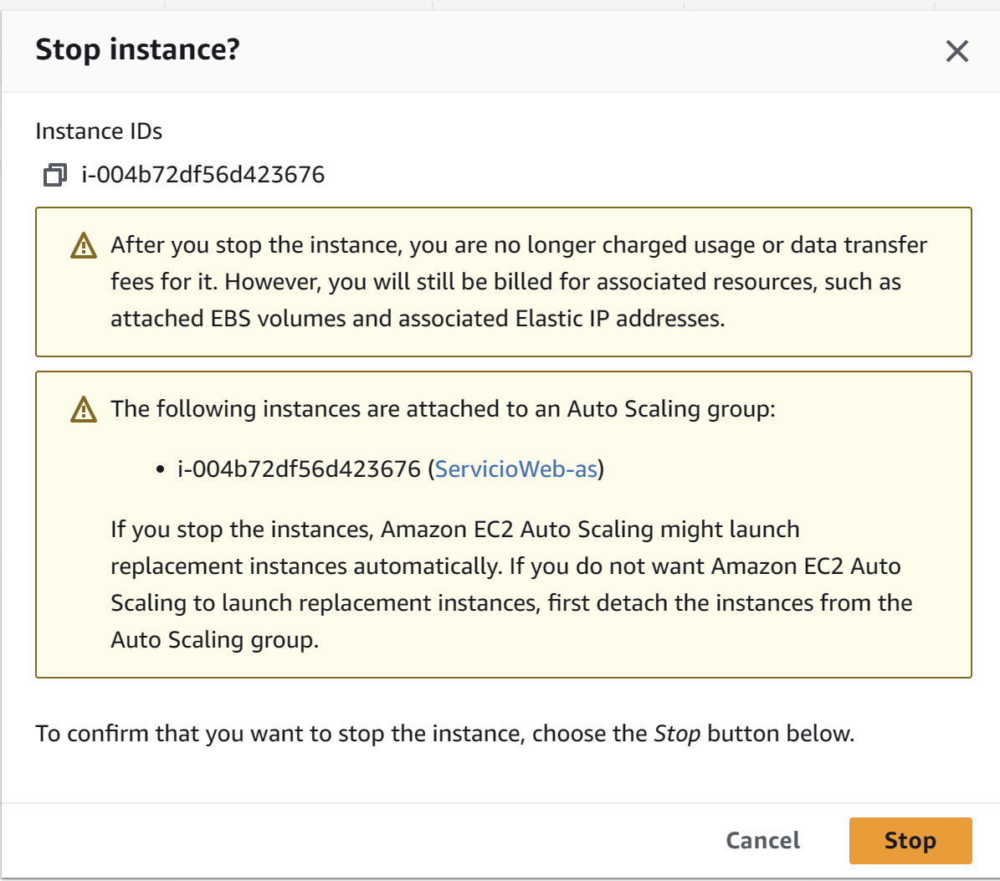 Stop instance?
Instance IDs
i-004b72df56d423676
After you stop the instance, you are no longer charged usage or data transfer
fees for it. However, you will still be billed for associated resources, such as
attached EBS volumes and associated Elastic IP addresses.
The following instances are attached to an Auto Scaling group:
• i-004b72df56d423676 (ServicioWeb-as)
If you stop the instances, Amazon EC2 Auto Scaling might launch
replacement instances automatically. If you do not want Amazon EC2 Auto
Scaling to launch replacement instances, first detach the instances from the
Auto Scaling group.
To confirm that you want to stop the instance, choose the Stop button below.
Cancel Stop